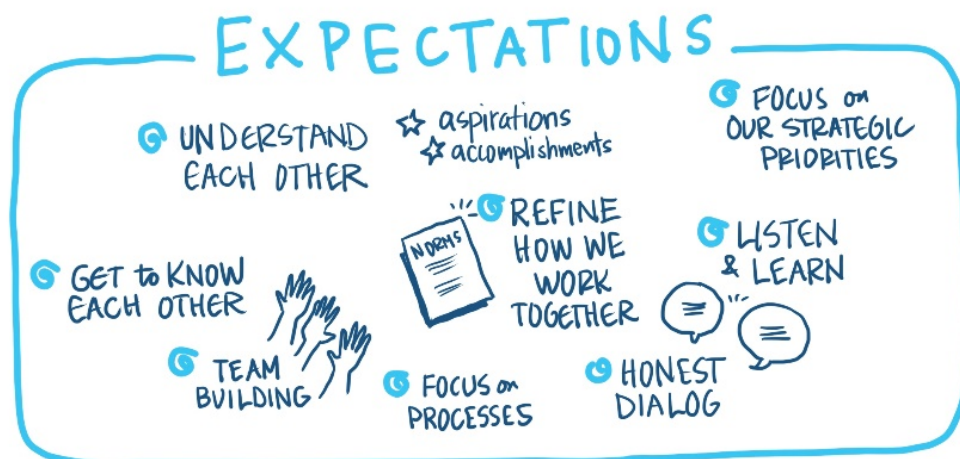 EXPECTATIONS
UNDERSTAND
EACH OTHER
aspirations
accomplishments
FOCUS on
OUR STRATEGIC
PRIORITIES
GET to KNOW
EACH OTHER
NORMS
REFINE
HOW WE
WORK
TOGETHER
LISTEN
& LEARN
TEAM
BUILDING
FOCUS on
PROCESSES
HONEST
DIALOG